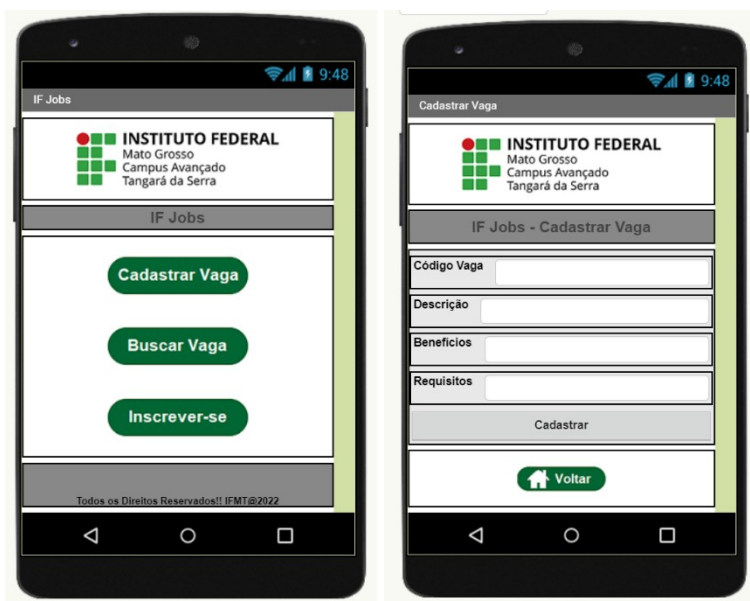 9:48
IF Jobs
INSTITUTO FEDERAL
Mato Grosso
Campus Avançado
Tangará da Serra
IF Jobs
Cadastrar Vaga
Buscar Vaga
Inscrever-se
Todos os Direitos Reservados!! IFMT@2022
9:48
Cadastrar Vaga
INSTITUTO FEDERAL
Mato Grosso
Campus Avançado
Tangará da Serra
IF Jobs - Cadastrar Vaga
Código Vaga
Descrição
Benefícios
Requisitos
Cadastrar
Voltar